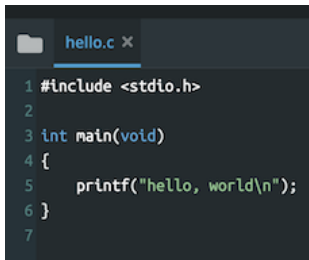 hello.c ×
1 #include <stdio.h>
2
3 int main(void)
4 {
5     printf("hello, world\n");
6 }
7